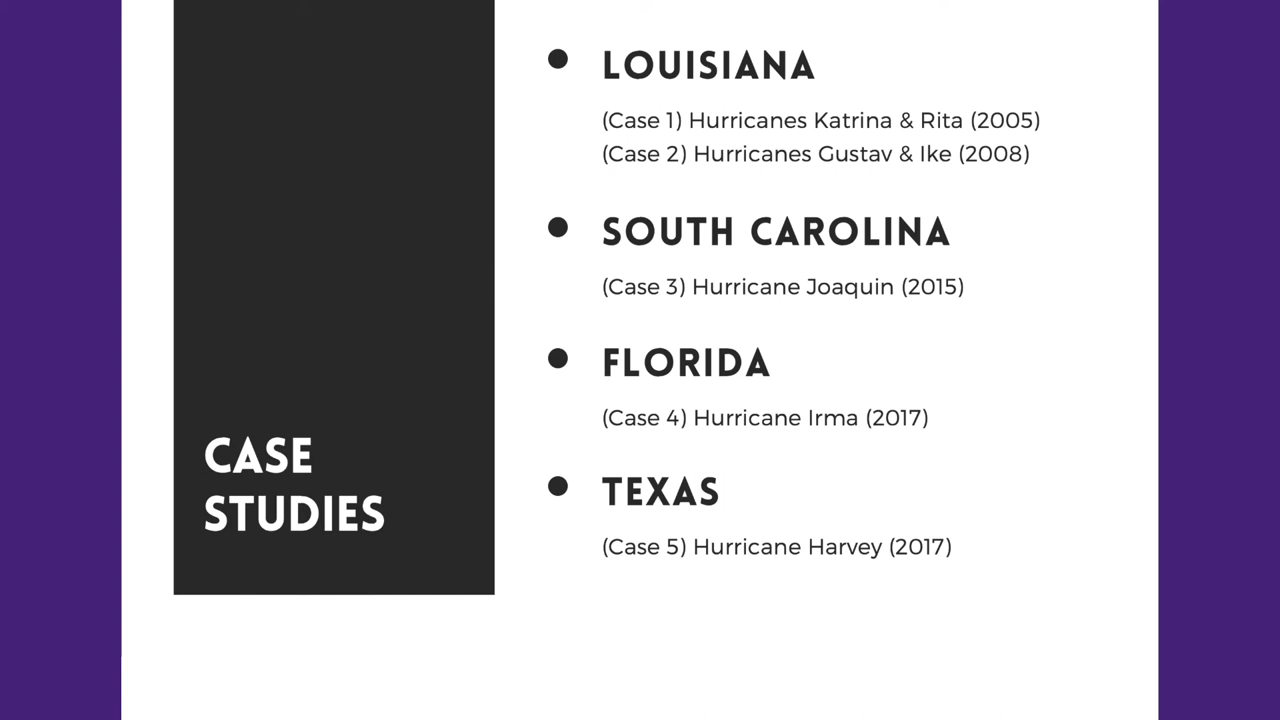 CASE
STUDIES
LOUISIANA
(Case 1) Hurricanes Katrina & Rita (2005)
(Case 2) Hurricanes Gustav & Ike (2008)
SOUTH CAROLINA
(Case 3) Hurricane Joaquin (2015)
FLORIDA
(Case 4) Hurricane Irma (2017)
TEXAS
(Case 5) Hurricane Harvey (2017)